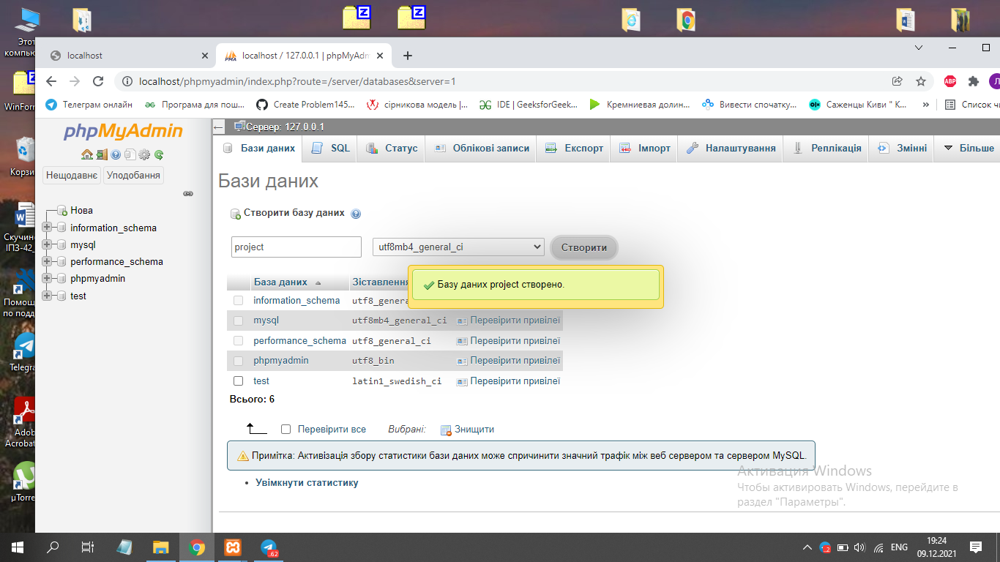 Этот
компьк
WinForm
Корзи
Скучин
ІПЗ-42_
Помощ
по подд
Telegra
Adob
Acrobat
µTorre
localhost
localhost / 127.0.0.1 | phpMyAdm
localhost/phpmyadmin/index.php?route=/server/databases&server=1
ABP
Л
Телеграм онлайн
Програма для пош...
Create Problem145...
сірникова модель |...
IDE | GeeksforGeek...
Кремниевая долин...
Вивести спочатку...
Саженцы Киви " К...
»
Список чи
phpMyAdmin
Нещодавнє
Уподобання
Нова
information_schema
mysql
performance_schema
phpmyadmin
test
Сервер: 127.0.0.1
Бази даних
SQL
Статус
Облікові записи
Експорт
Імпорт
Налаштування
Реплікація
Змінні
Більше
Бази даних
Створити базу даних
project
utf8mb4_general_ci
Створити
Базу даних project створено.
База даних
Зіставлення
information_schema utf8_genera
mysql utf8mb4_general_ci Перевірити привілеї
performance_schema utf8_general_ci Перевірити привілеї
phpmyadmin utf8_bin Перевірити привілеї
test latin1_swedish_ci Перевірити привілеї
Всього: 6
Перевірити все
Вибрані:
Знищити
Примітка: Активізація збору статистики бази даних може спричинити значний трафік між веб сервером та сервером MySQL.
Увімкнути статистику
Активация Windows
Чтобы активировать Windows, перейдите в
раздел "Параметры".
ENG
19:24
09.12.2021